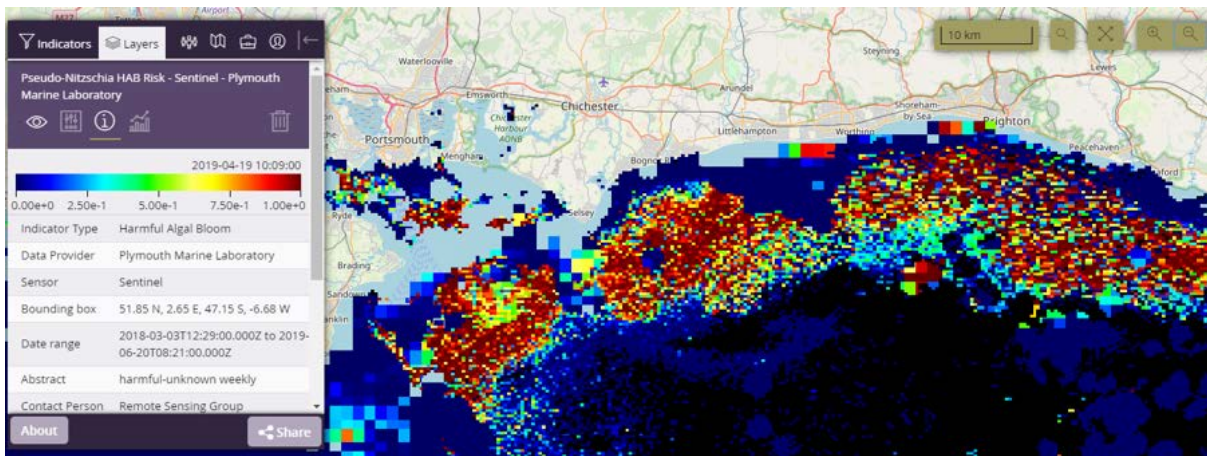 M27
Airport
Indicators
Layers
10 km
Steyning
Lewes
Pseudo-Nitzschia HAB Risk - Sentinel - Plymouth
Marine Laboratory
Waterlooville
Emsworth
Arundel
Chichester
Shoreham-
by-Sea
Brighton
Portsmouth
Harbour
AONB
Littlehampton
Worthing
Peacehaven
Bognor
2019-04-19 10:09:00
0.00e+0 2.50e-1 5.00e-1 7.50e-1 1.00e+0
Ryde
Selsey
Indicator Type Harmful Algal Bloom
Data Provider Plymouth Marine Laboratory
Sensor Sentinel
Brading
Bounding box 51.85 N, 2.65 E, 47.15 S, -6.68 W
Date range 2018-03-03T12:29:00.000Z to 2019-
06-20T08:21:00.000Z
Abstract harmful-unknown weekly
Contact Person Remote Sensing Group
About
Share